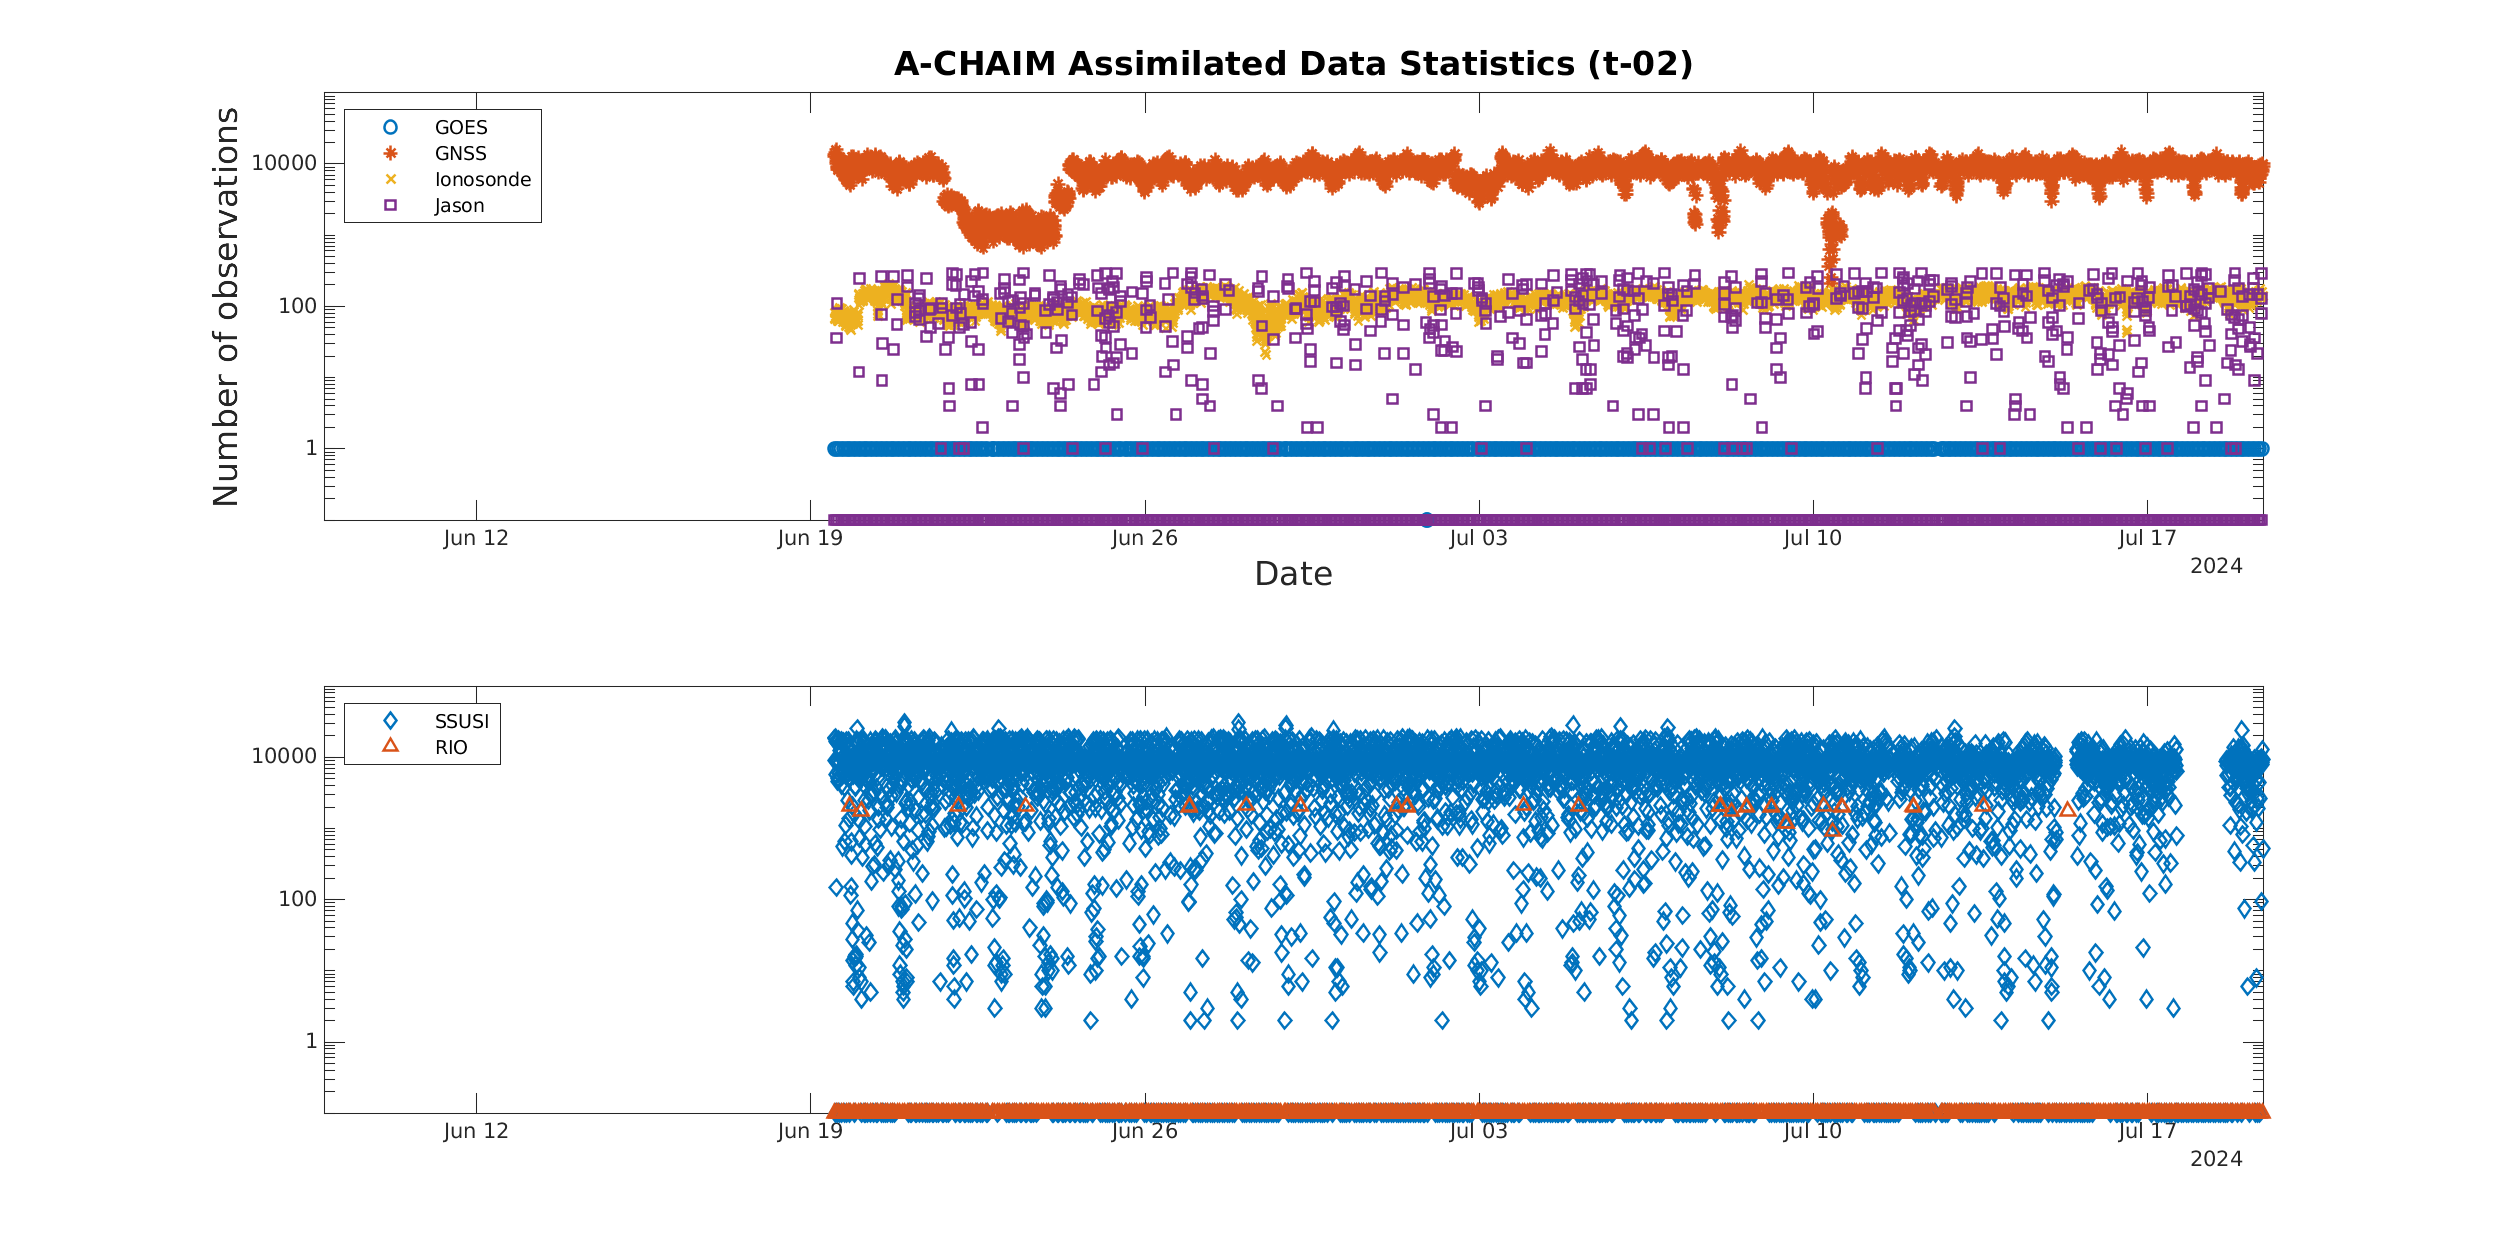 A-CHAIM Assimilated Data Statistics (t-02)
Number of observations
10000
100
1
GOES
GNSS
Ionosonde
Jason
Jun 12
Jun 19
Jun 26
Jul 03
Jul 10
Jul 17
2024
Date
10000
100
1
SSUSI
RIO
Jun 12
Jun 19
Jun 26
Jul 03
Jul 10
Jul 17
2024